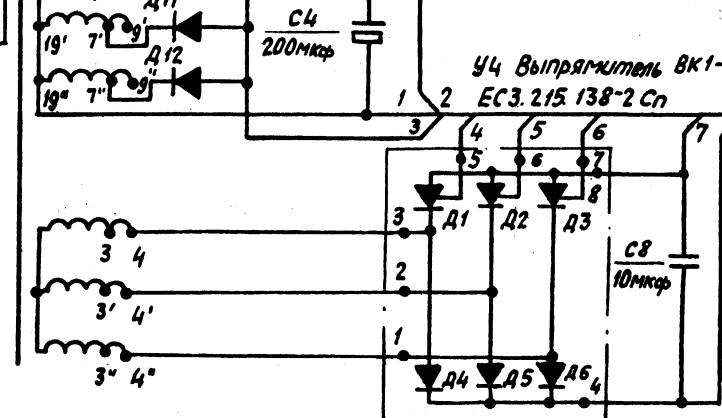 Д11
19' 7' 9'
С4
200мкф
Д12
19" 7" 9"
У4 Выпрямитель ВК1-
ЕС3.215.138-2 Сп
1 2
3 4 5 6 7
5 6 7
8
Д1 Д2 Д3
3
3 4
С8
10мкф
2
3' 4'
1
3" 4"
Д4 Д5 Д6 4